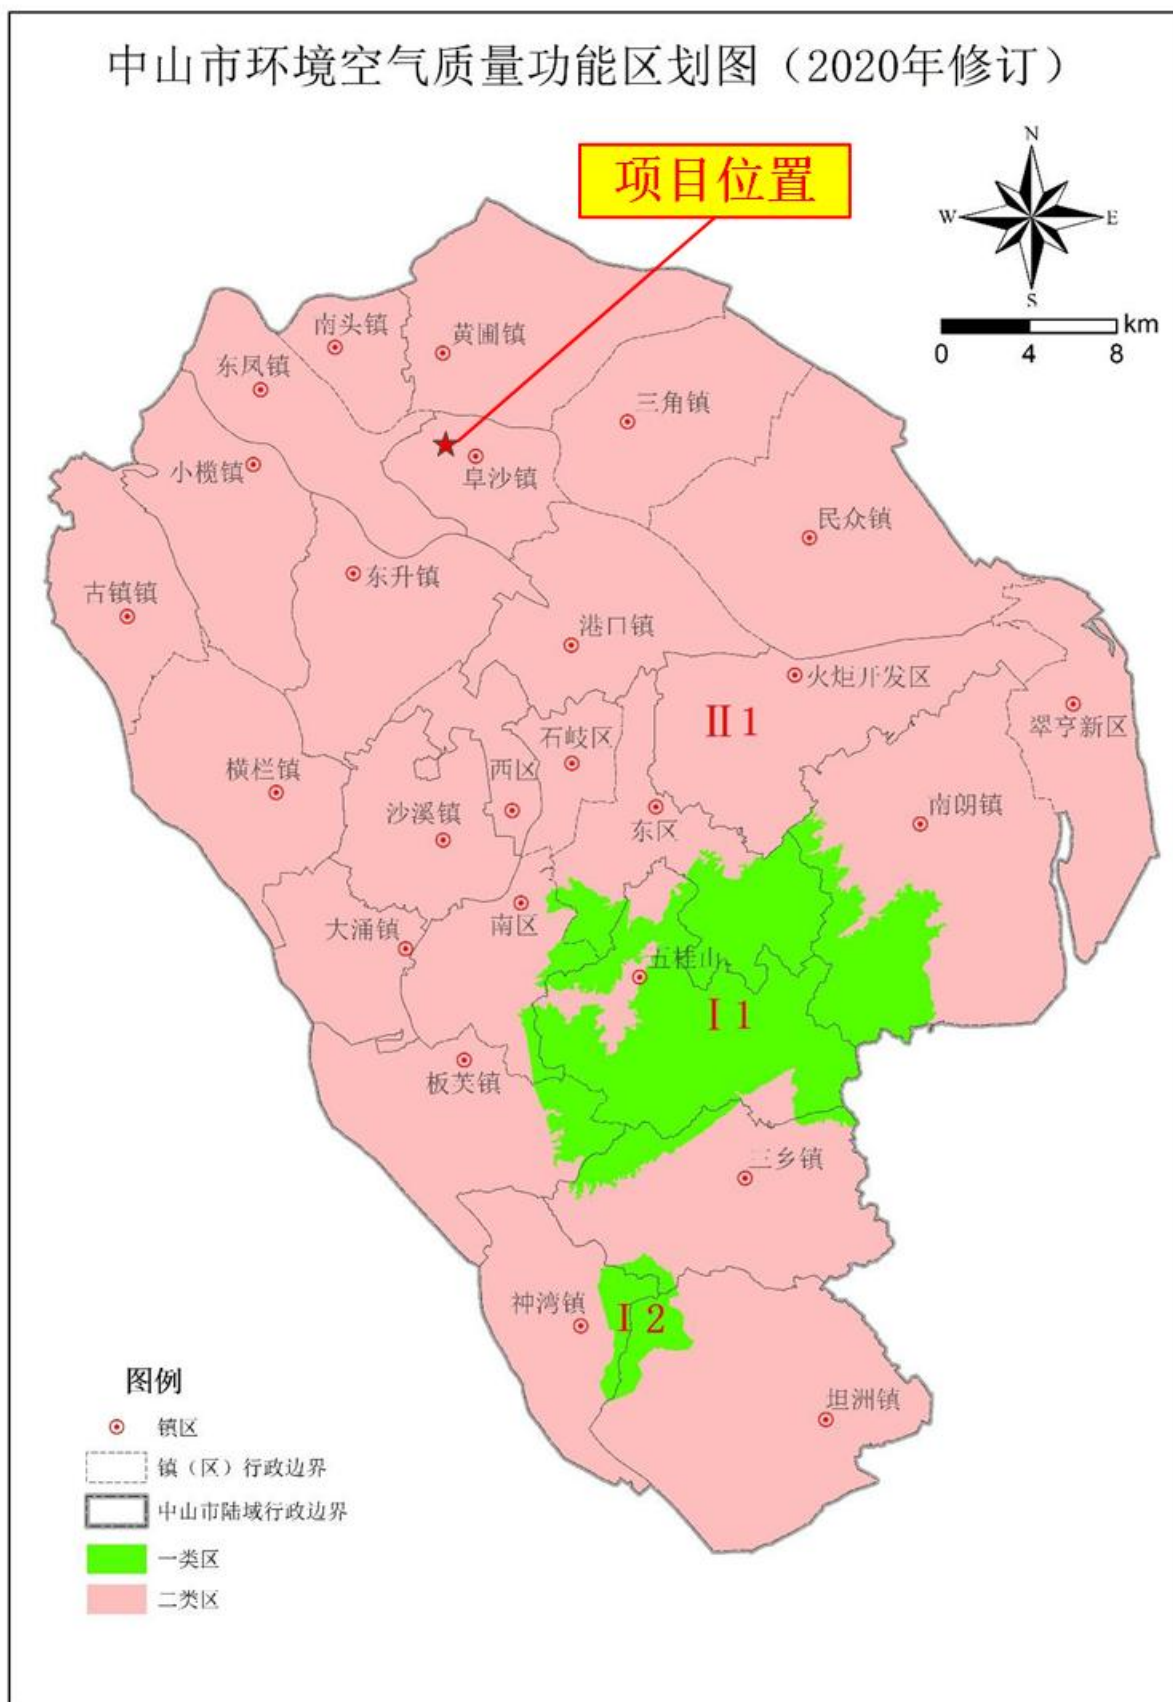 中山市环境空气质量功能区划图（2020年修订）
项目位置
N
W
E
S
km
0 4 8
南头镇
黄圃镇
东凤镇
三角镇
小榄镇
阜沙镇
民众镇
东升镇
古镇镇
港口镇
火炬开发区
II 1
翠亨新区
石岐区
横栏镇
西区
南朗镇
沙溪镇
东区
南区
大涌镇
五桂山
I 1
板芙镇
三乡镇
神湾镇
I 2
坦洲镇
图例
镇区
镇（区）行政边界
中山市陆域行政边界
一类区
二类区